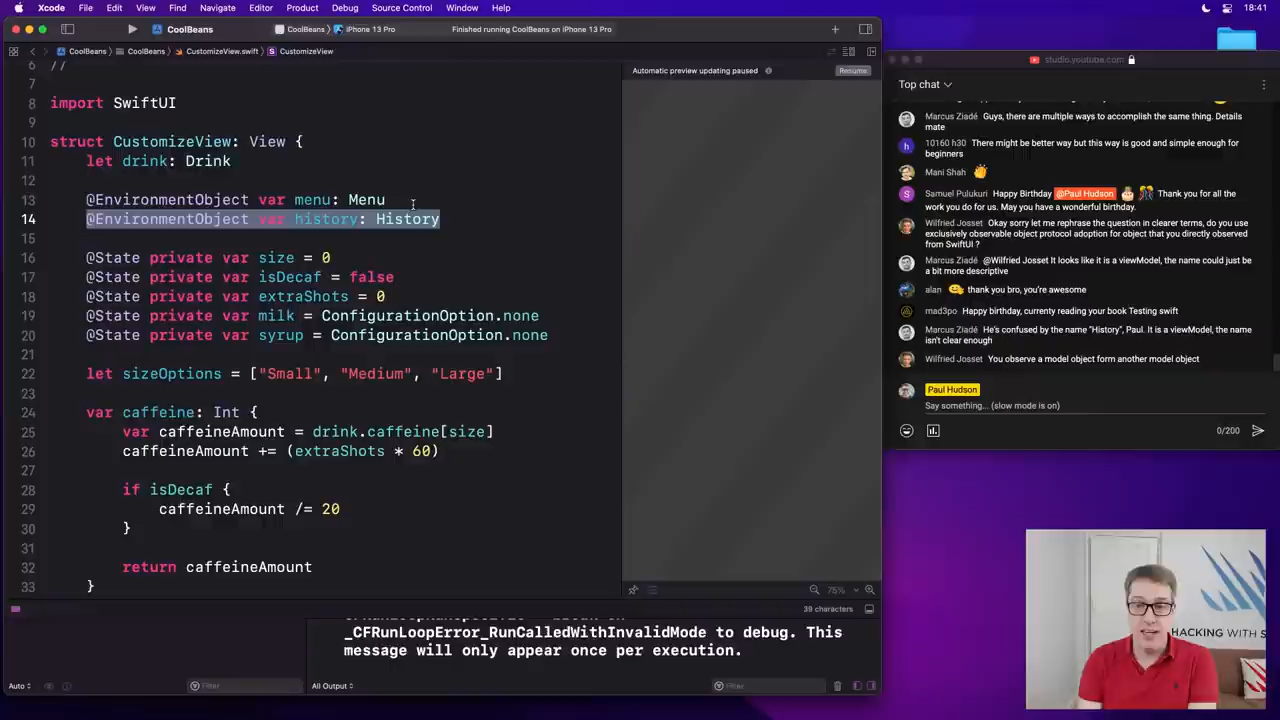 Xcode File Edit View Find Navigate Editor Product Debug Source Control Window Help 18:41
CoolBeans CoolBeans iPhone 13 Pro Finished running CoolBeans on iPhone 13 Pro
CoolBeans CoolBeans CustomizeView.swift CustomizeView
6 //
7
8 import SwiftUI
9
10 struct CustomizeView: View {
11 let drink: Drink
12
13 @EnvironmentObject var menu: Menu
14 @EnvironmentObject var history: History
15
16 @State private var size = 0
17 @State private var isDecaf = false
18 @State private var extraShots = 0
19 @State private var milk = ConfigurationOption.none
20 @State private var syrup = ConfigurationOption.none
21
22 let sizeOptions = ["Small", "Medium", "Large"]
23
24 var caffeine: Int {
25 var caffeineAmount = drink.caffeine[size]
26 caffeineAmount += (extraShots * 60)
27
28 if isDecaf {
29 caffeineAmount /= 20
30 }
31
32 return caffeineAmount
33 }
Automatic preview updating paused Resume
75%
39 characters
_CFRunLoopError_RunCalledWithInvalidMode to debug. This
message will only appear once per execution.
Auto Filter All Output Filter
studio.youtube.com
Top chat
Marcus Ziadé Guys, there are multiple ways to accomplish the same thing. Details
mate
h 10160 h30 There might be better way but this way is good and simple enough for
beginners
Mani Shah
S Samuel Pulukuri Happy Birthday @Paul Hudson Thank you for all the
work you do for us. May you have a wonderful birthday.
Wilfried Josset Okay sorry let me rephrase the question in clearer terms, do you use
exclusively observable object protocol adoption for object that you directly observed
from SwiftUI ?
Marcus Ziadé @Wilfried Josset It looks like it is a viewModel, the name could just be
a bit more descriptive
alan thank you bro, you're awesome
mad3po Happy birthday, currenty reading your book Testing swift
Marcus Ziadé He's confused by the name "History", Paul. It is a viewModel, the name
isn't clear enough
Wilfried Josset You observe a model object form another model object
Paul Hudson
Say something... (slow mode is on)
0/200
HACKING WITH S